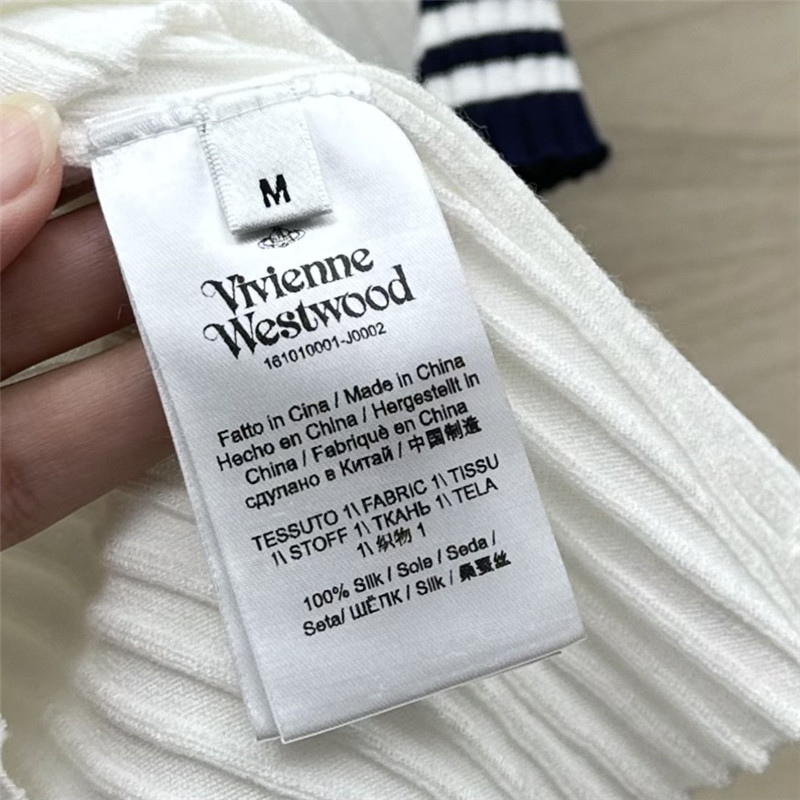 M
Vivienne
Westwood
161010001-J0002
Fatto in Cina / Made in China
Hecho en China / Hergestellt in
China / Fabriquè en China
сдулано в Китай / 中国制造
TESSUTO 1\ FABRIC 1\ TISSU
1\ STOFF 1\ ТКАНЬ 1\ TELA
1\ 织物 1
100% Silk / Sole / Seda /
Seta/ ШЁПК / Silk / 桑蚕丝